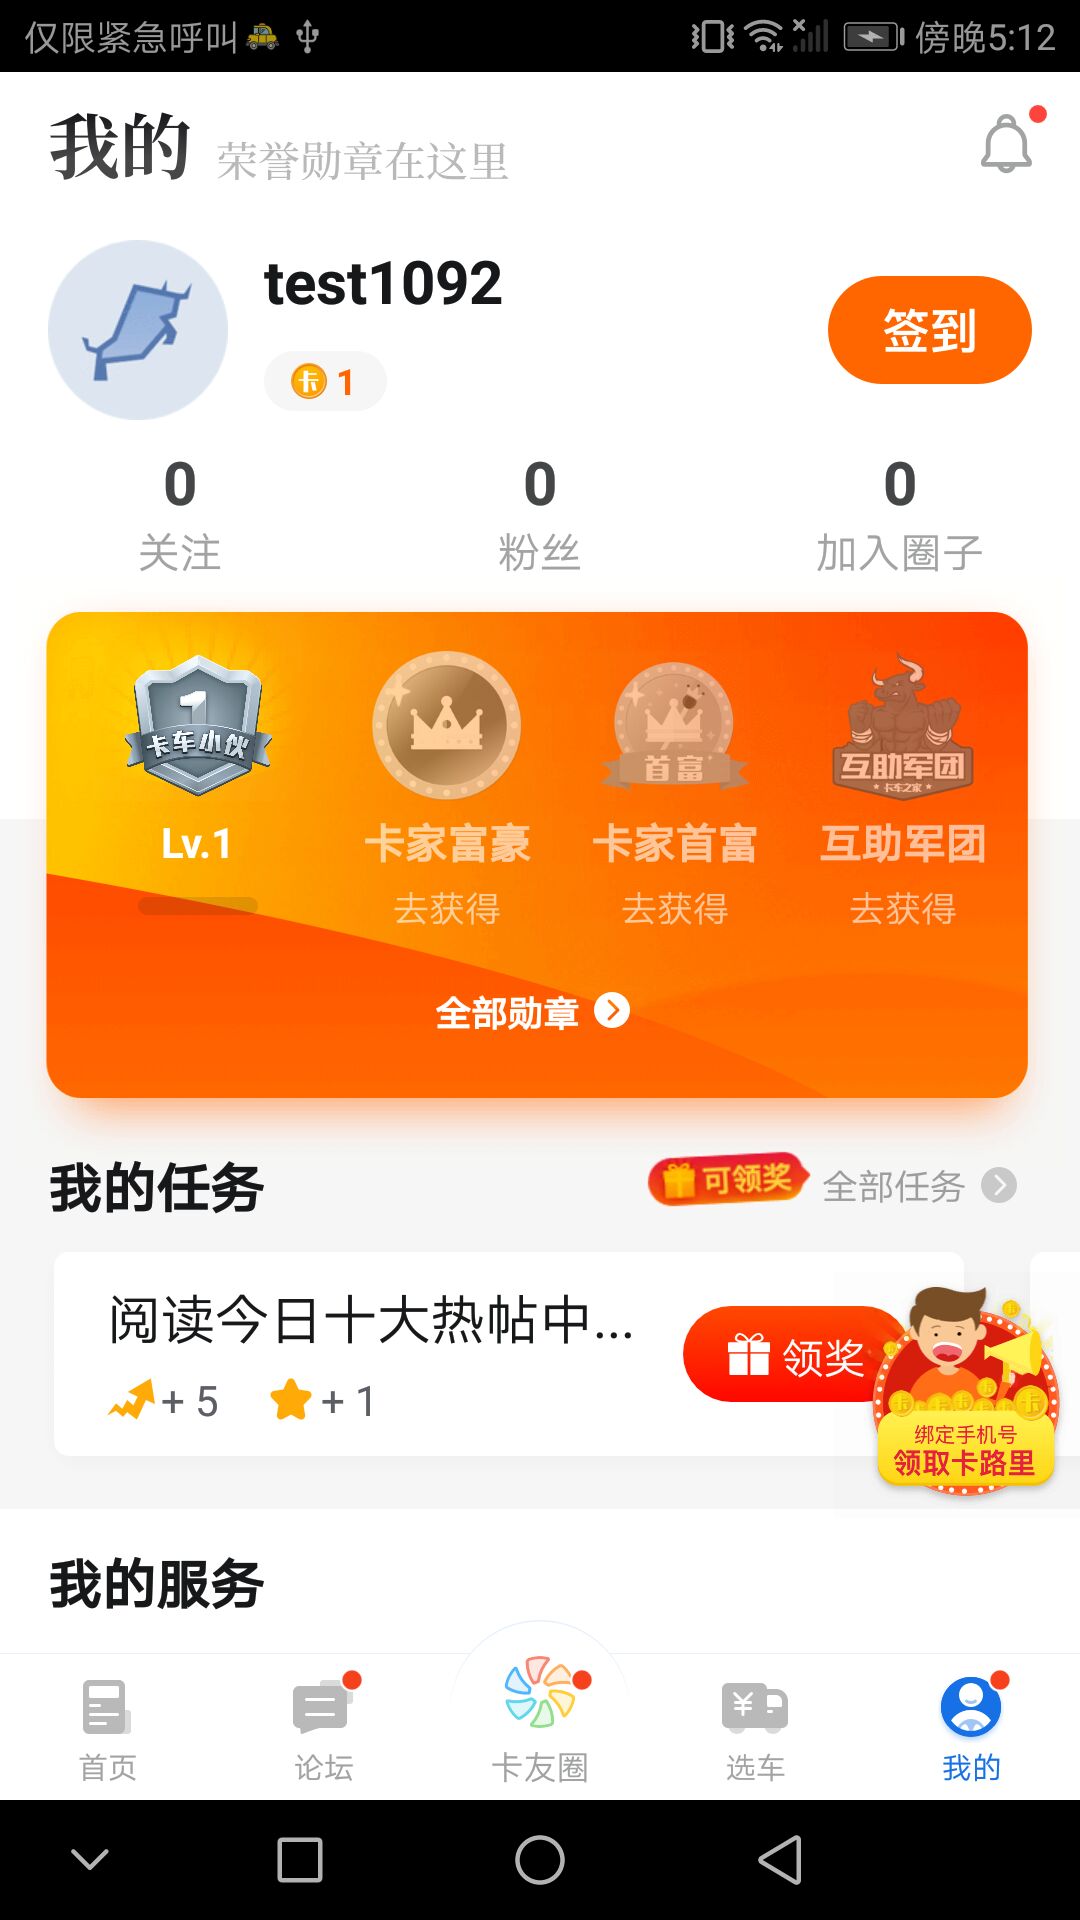 仅限紧急呼叫
傍晚5:12
我的 荣誉勋章在这里
test1092
卡 1
签到
0 0 0
关注 粉丝 加入圈子
1
卡车小伙
首富
互助军团
卡车之家
Lv.1 卡家富豪 卡家首富 互助军团
去获得 去获得 去获得
全部勋章
我的任务
可领奖
全部任务
阅读今日十大热帖中...
+ 5 + 1
领奖
绑定手机号
领取卡路里
我的服务
首页 论坛 卡友圈 选车 我的